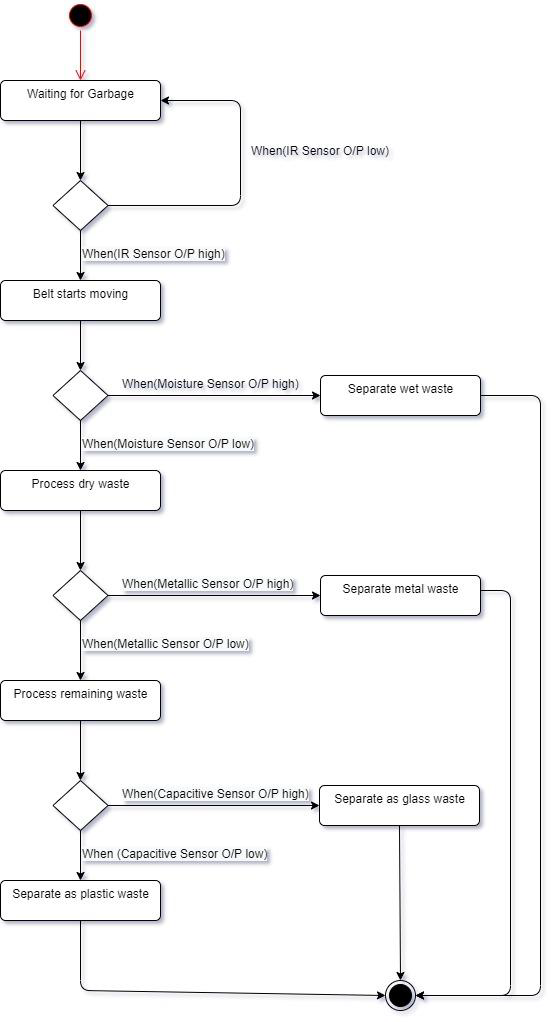 Waiting for Garbage
When(IR Sensor O/P low)
When(IR Sensor O/P high)
Belt starts moving
When(Moisture Sensor O/P high)
Separate wet waste
When(Moisture Sensor O/P low)
Process dry waste
When(Metallic Sensor O/P high)
Separate metal waste
When(Metallic Sensor O/P low)
Process remaining waste
When(Capacitive Sensor O/P high)
Separate as glass waste
When (Capacitive Sensor O/P low)
Separate as plastic waste